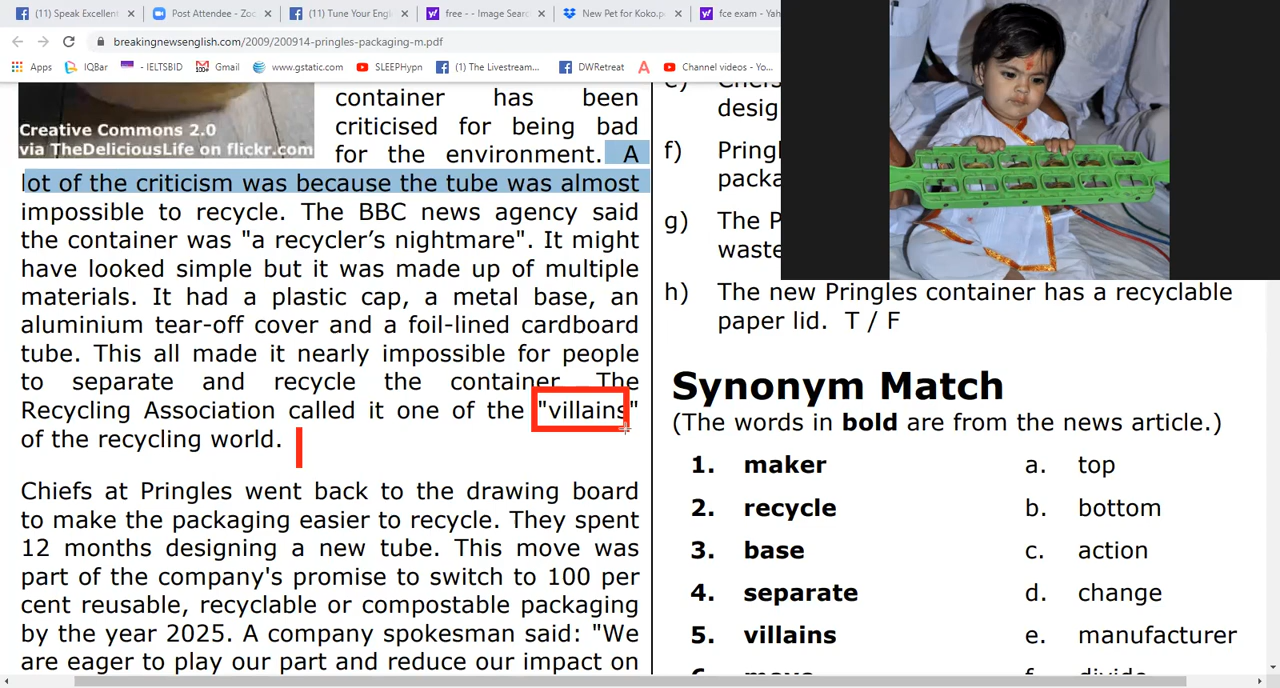 (11) Speak Excellent
Post Attendee - Zoo
(11) Tune Your Engl
free - - Image Sear
New Pet for Koko.p
fce exam - Yah
breakingnewsenglish.com/2009/200914-pringles-packaging-m.pdf
Apps
IQBar
- IELTSBID
Gmail
www.gstatic.com
SLEEPHypn
(1) The Livestream...
DWRetreat
Channel videos - Yo...
Creative Commons 2.0
via TheDeliciousLife on flickr.com
container has been
criticised for being bad
for the environment. A
lot of the criticism was because the tube was almost
impossible to recycle. The BBC news agency said
the container was "a recycler’s nightmare". It might
have looked simple but it was made up of multiple
materials. It had a plastic cap, a metal base, an
aluminium tear-off cover and a foil-lined cardboard
tube. This all made it nearly impossible for people
to separate and recycle the container. The
Recycling Association called it one of the "villains"
of the recycling world.
Chiefs at Pringles went back to the drawing board
to make the packaging easier to recycle. They spent
12 months designing a new tube. This move was
part of the company's promise to switch to 100 per
cent reusable, recyclable or compostable packaging
by the year 2025. A company spokesman said: "We
are eager to play our part and reduce our impact on
desig
f) Pringl
packa
g) The P
waste
h) The new Pringles container has a recyclable
paper lid. T / F
Synonym Match
(The words in bold are from the news article.)
1. maker a. top
2. recycle b. bottom
3. base c. action
4. separate d. change
5. villains e. manufacturer